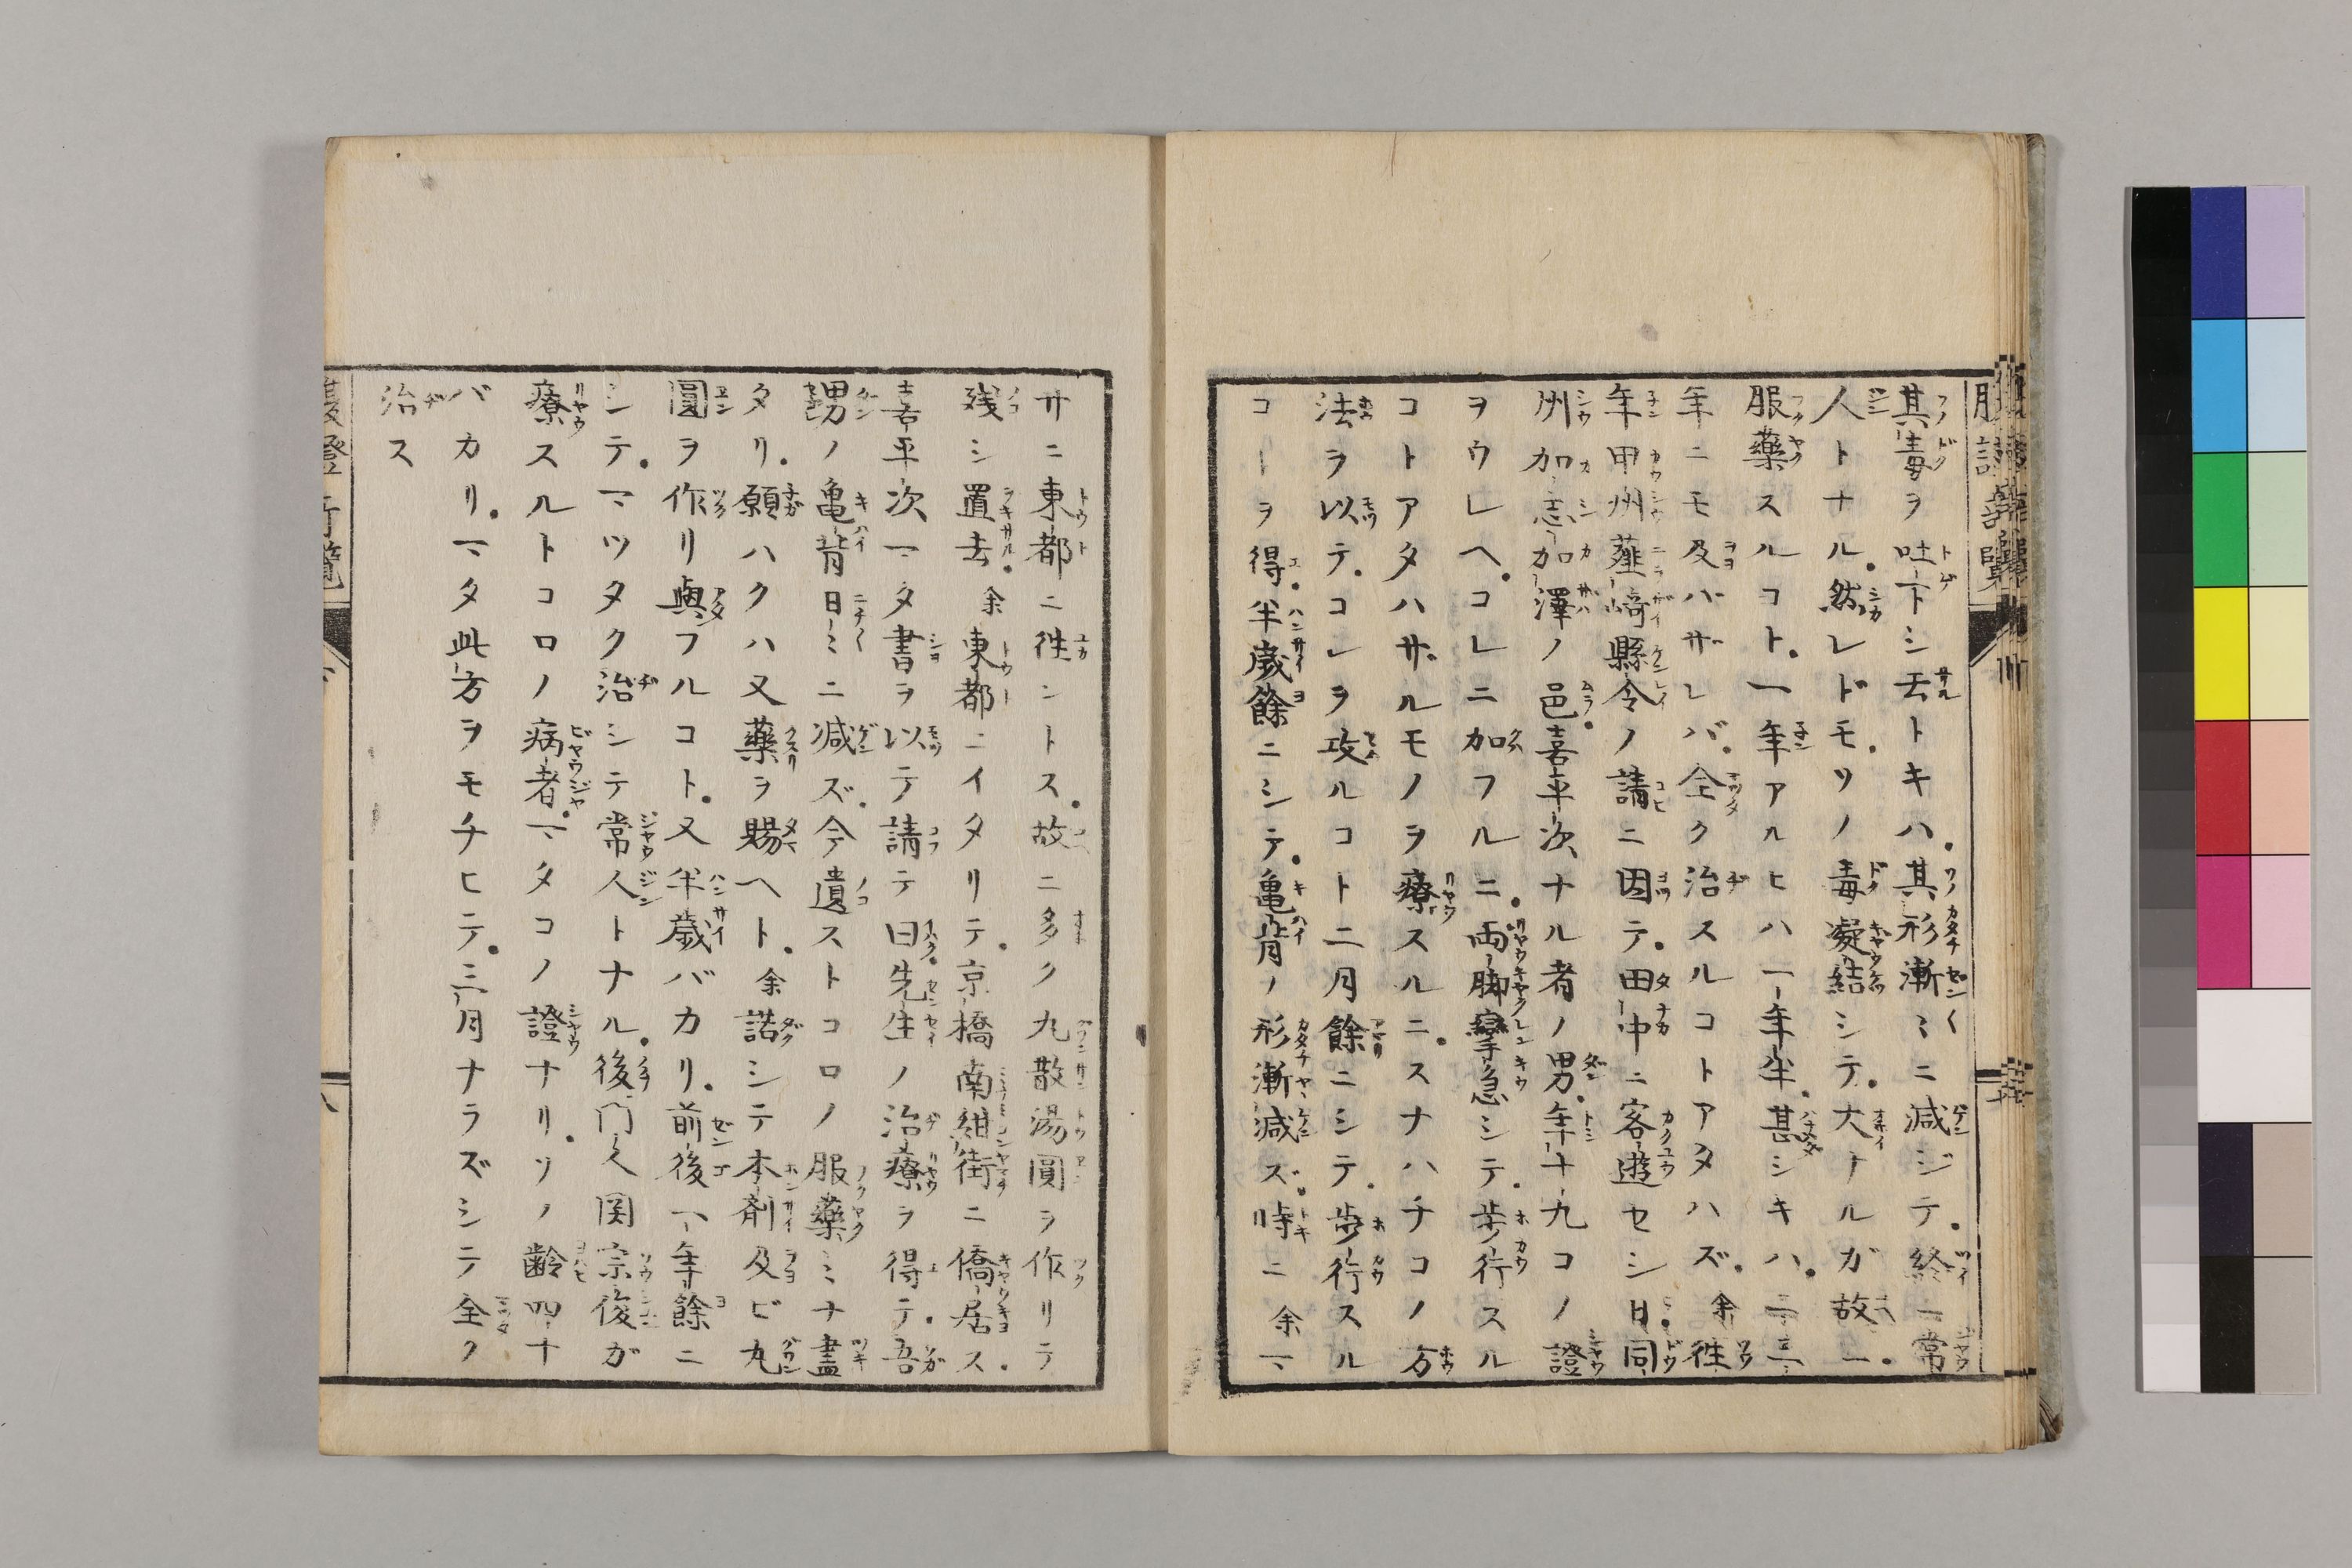 其毒ヲ吐下シ去トキハ其形漸〻ニ減ジテ終ニ常
人トナル然レドモソノ毒凝結シテ大ナルガ故ニ
服藥スルコト一年アルヒハ一年半甚シキハ二三
年ニモ及バザレバ全ク治スルコトアタハズ余徃
年甲州薤﨑縣令ノ請ニ因テ田中ニ客遊セシ日同
洲加志加澤ノ邑喜平次ナル者ノ男年十九コノ證
ヲウレヘコレニ加フルニ両脚攣急シテ歩行スル
コトアタハザルモノヲ療スルニスナハチコノ方
法ヲ以テコレヲ攻ルコト二月餘ニシテ歩行スル
コトヲ得半歳餘ニシテ亀背ノ形漸減ズ時ニ余マ
サニ東都ニ徃ントス故ニ多ク丸散湯圓ヲ作リテ
残シ置去余東都ニイタリテ京橋南紺街ニ僑居ス
喜平次マタ書ヲ以テ請テ曰先生ノ治療ヲ得テ吾
男ノ亀背日〻ニ減ズ今遺ストコロノ服藥ミナ盡
タリ願ハクハ又藥ヲ賜ヘト余諾シテ本剤及ビ丸
圓ヲ作リ與フルコト又半歳バカリ前後一年餘ニ
シテマツタク治シテ常人トナル後門人関宗俊ガ
療スルトコロノ病者マタコノ證ナリソノ齢四十
バカリマタ此方ヲモチヒテ三月ナラズシテ全ク
治ス